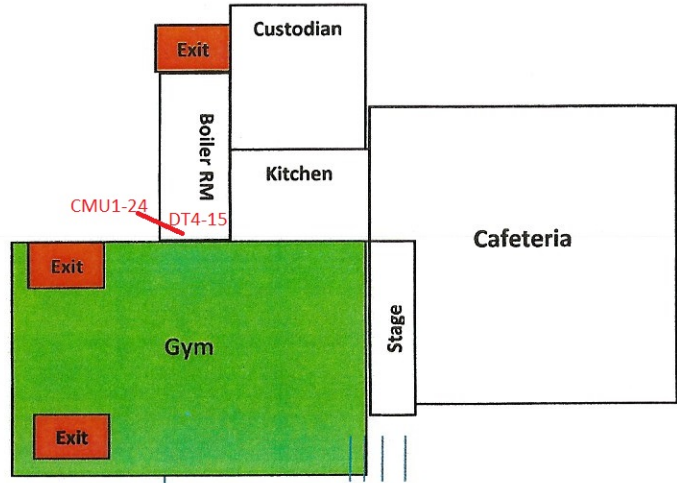 Custodian
Exit
Boiler RM
Kitchen
CMU1-24
DT4-15
Cafeteria
Exit
Stage
Gym
Exit